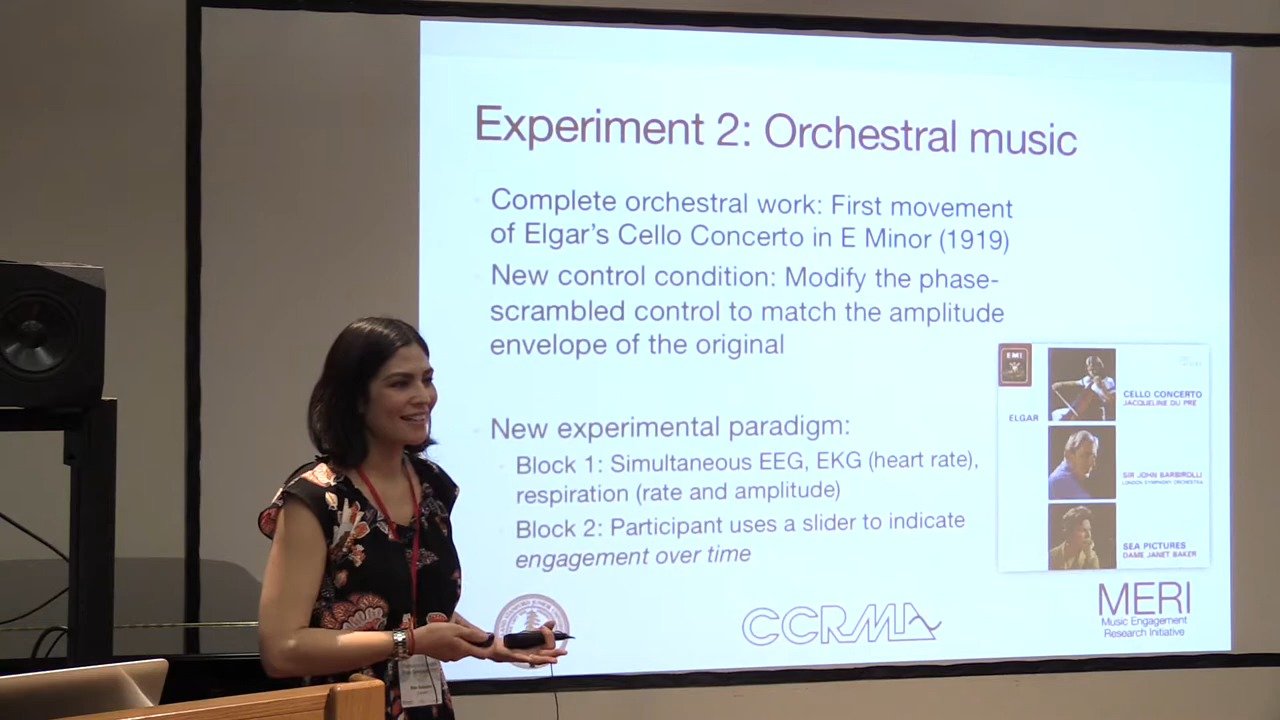 Experiment 2: Orchestral music
Complete orchestral work: First movement
of Elgar's Cello Concerto in E Minor (1919)
New control condition: Modify the phase-
scrambled control to match the amplitude
envelope of the original
New experimental paradigm:
Block 1: Simultaneous EEG, EKG (heart rate),
respiration (rate and amplitude)
Block 2: Participant uses a slider to indicate
engagement over time
EMI
ELGAR
CELLO CONCERTO
JACQUELINE DU PRÉ
SIR JOHN BARBIROLLI
LONDON SYMPHONY ORCHESTRA
SEA PICTURES
DAME JANET BAKER
CCRMA
MERI
Music Engagement
Research Initiative